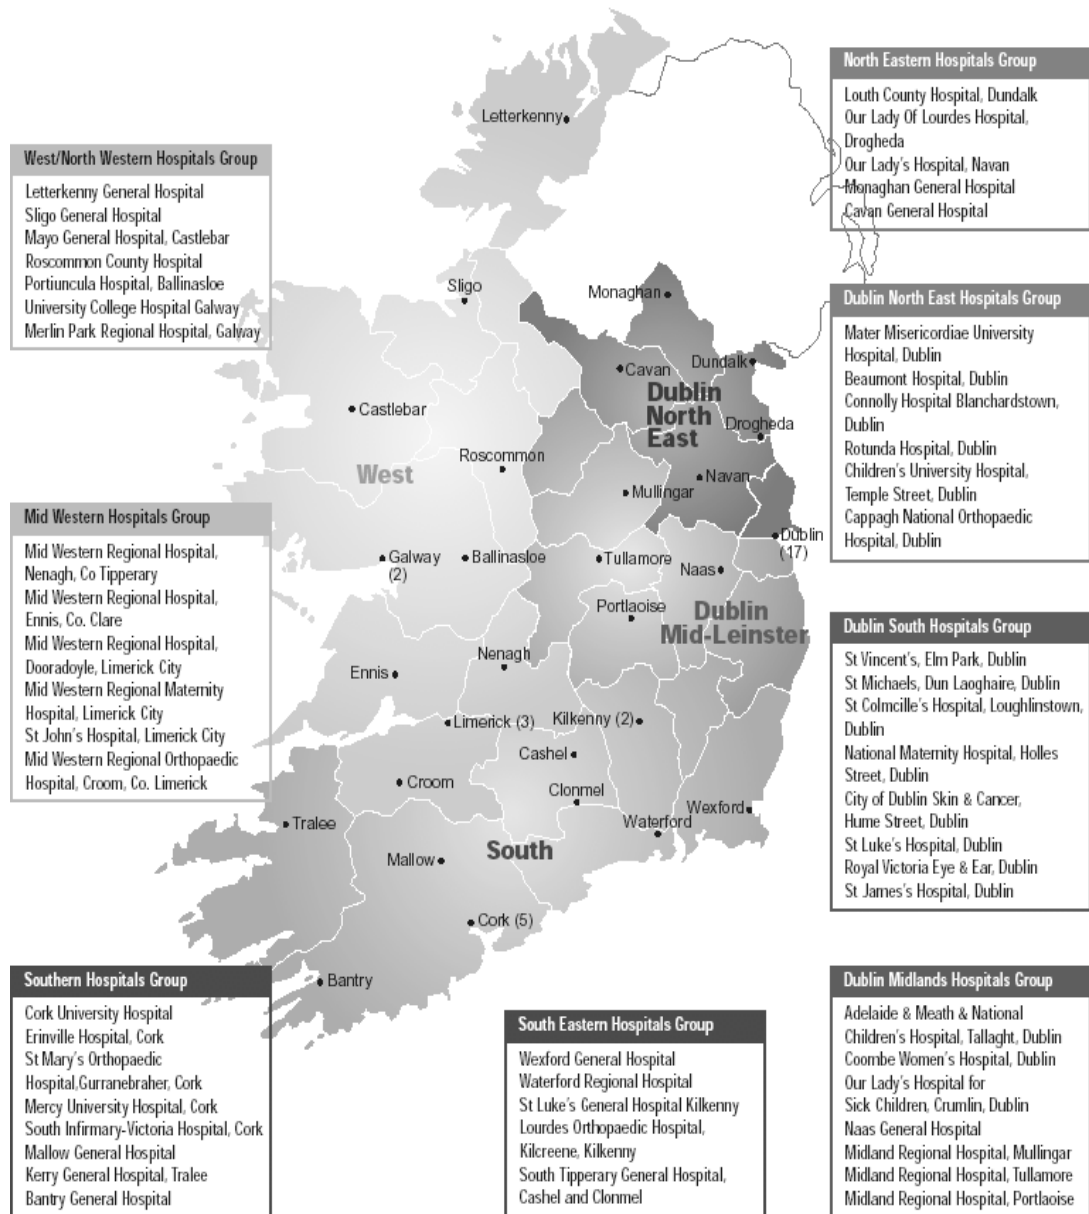 North Eastern Hospitals Group
Louth County Hospital, Dundalk
Our Lady Of Lourdes Hospital,
Drogheda
Our Lady's Hospital, Navan
Monaghan General Hospital
Cavan General Hospital
West/North Western Hospitals Group
Letterkenny General Hospital
Sligo General Hospital
Mayo General Hospital, Castlebar
Roscommon County Hospital
Portiuncula Hospital, Ballinasloe
University College Hospital Galway
Merlin Park Regional Hospital, Galway
Dublin North East Hospitals Group
Mater Misericordiae University
Hospital, Dublin
Beaumont Hospital, Dublin
Connolly Hospital Blanchardstown,
Dublin
Rotunda Hospital, Dublin
Children's University Hospital,
Temple Street, Dublin
Cappagh National Orthopaedic
Hospital, Dublin
Mid Western Hospitals Group
Mid Western Regional Hospital,
Nenagh, Co Tipperary
Mid Western Regional Hospital,
Ennis, Co. Clare
Mid Western Regional Hospital,
Dooradoyle, Limerick City
Mid Western Regional Maternity
Hospital, Limerick City
St John's Hospital, Limerick City
Mid Western Regional Orthopaedic
Hospital, Croom, Co. Limerick
Dublin South Hospitals Group
St Vincent's, Elm Park, Dublin
St Michaels, Dun Laoghaire, Dublin
St Colmcille's Hospital, Loughlinstown,
Dublin
National Maternity Hospital, Holles
Street, Dublin
City of Dublin Skin & Cancer,
Hume Street, Dublin
St Luke's Hospital, Dublin
Royal Victoria Eye & Ear, Dublin
St James's Hospital, Dublin
Letterkenny
Sligo
Monaghan
Cavan
Dundalk
Dublin
North
East
Castlebar
Drogheda
Roscommon
West
Navan
Mullingar
Dublin
(17)
Galway
(2)
Ballinasloe
Tullamore
Naas
Portlaoise
Dublin
Mid-Leinster
Nenagh
Ennis
Limerick (3)
Kilkenny (2)
Cashel
Croom
Clonmel
Wexford
Waterford
Tralee
South
Mallow
Cork (5)
Bantry
Southern Hospitals Group
Cork University Hospital
Erinville Hospital, Cork
St Mary's Orthopaedic
Hospital,Gurranebraher, Cork
Mercy University Hospital, Cork
South Infirmary-Victoria Hospital, Cork
Mallow General Hospital
Kerry General Hospital, Tralee
Bantry General Hospital
South Eastern Hospitals Group
Wexford General Hospital
Waterford Regional Hospital
St Luke's General Hospital Kilkenny
Lourdes Orthopaedic Hospital,
Kilcreene, Kilkenny
South Tipperary General Hospital,
Cashel and Clonmel
Dublin Midlands Hospitals Group
Adelaide & Meath & National
Children's Hospital, Tallaght, Dublin
Coombe Women's Hospital, Dublin
Our Lady's Hospital for
Sick Children, Crumlin, Dublin
Naas General Hospital
Midland Regional Hospital, Mullingar
Midland Regional Hospital, Tullamore
Midland Regional Hospital, Portlaoise